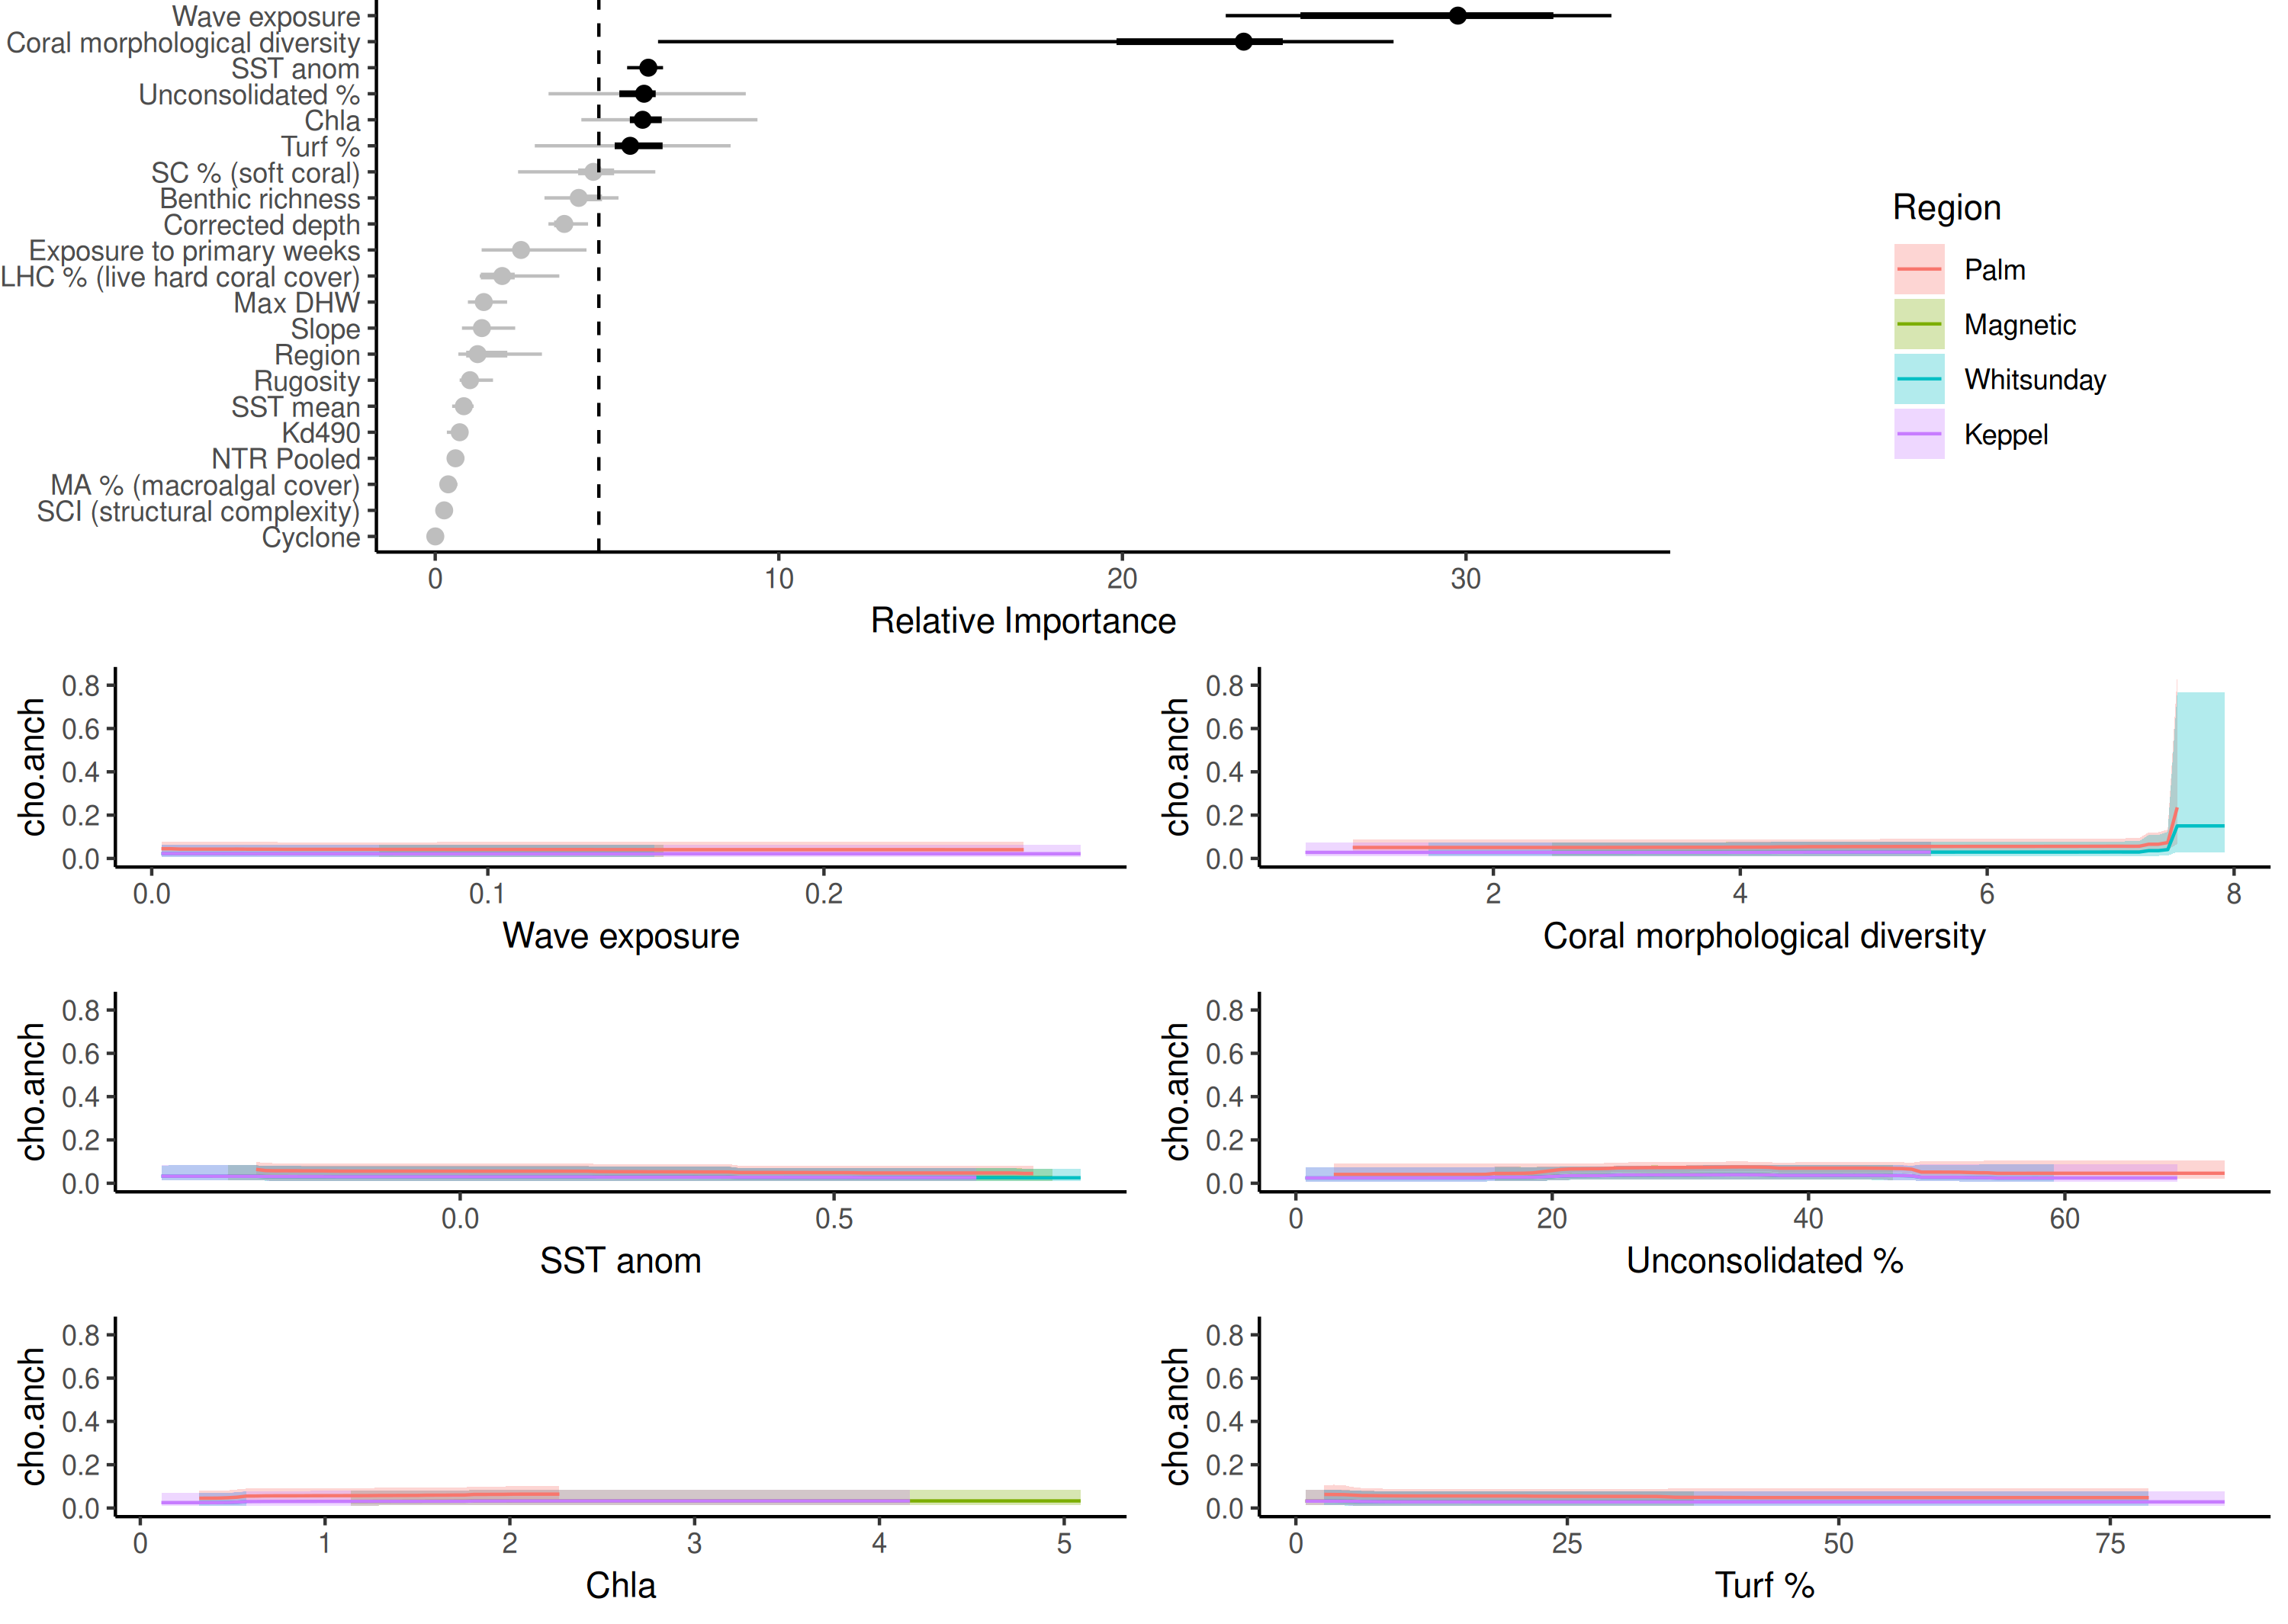 Wave exposure
Coral morphological diversity
SST anom
Unconsolidated %
Chla
Turf %
SC % (soft coral)
Benthic richness
Corrected depth
Exposure to primary weeks
LHC % (live hard coral cover)
Max DHW
Slope
Region
Rugosity
SST mean
Kd490
NTR Pooled
MA % (macroalgal cover)
SCI (structural complexity)
Cyclone
0 10 20 30
Relative Importance
Region
Palm
Magnetic
Whitsunday
Keppel
cho.anch
0.8
0.6
0.4
0.2
0.0
0.0 0.1 0.2
Wave exposure
cho.anch
0.8
0.6
0.4
0.2
0.0
2 4 6 8
Coral morphological diversity
cho.anch
0.8
0.6
0.4
0.2
0.0
0.0 0.5
SST anom
cho.anch
0.8
0.6
0.4
0.2
0.0
0 20 40 60
Unconsolidated %
cho.anch
0.8
0.6
0.4
0.2
0.0
0 1 2 3 4 5
Chla
cho.anch
0.8
0.6
0.4
0.2
0.0
0 25 50 75
Turf %